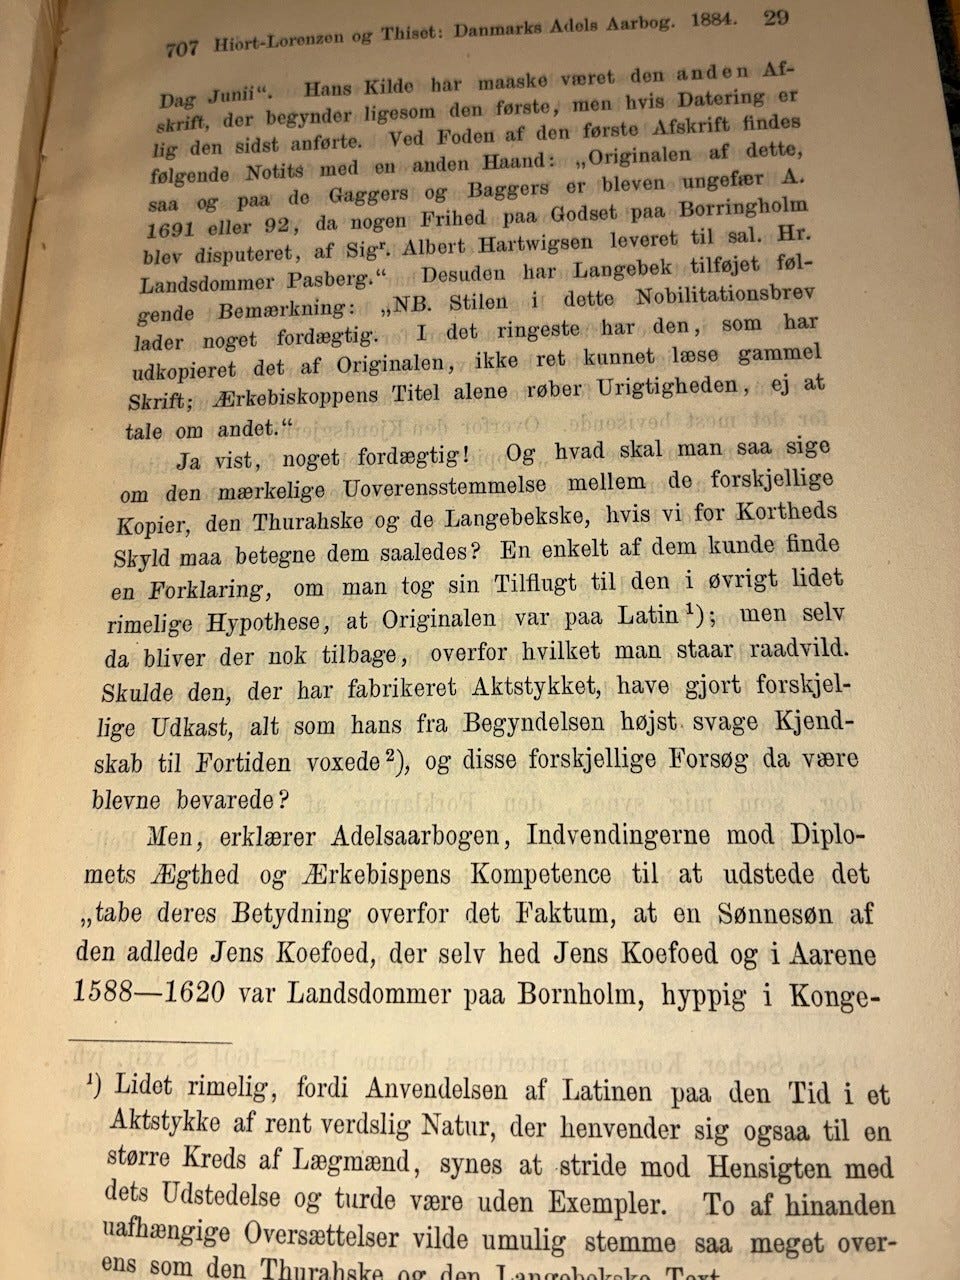 707 Hiort-Lorenzen og Thiset: Danmarks Adels Aarbog. 1884. 29
Dag Junii“. Hans Kilde har maaske været den anden Af-
skrift, der begynder ligesom den første, men hvis Datering er
lig den sidst anførte. Ved Foden af den første Afskrift findes
følgende Notits med en anden Haand: „Originalen af dette,
saa og paa de Gaggers og Baggers er bleven ungefær A.
1691 eller 92, da nogen Frihed paa Godset paa Borringholm
blev disputeret, af Sigr. Albert Hartwigsen leveret til sal. Hr.
Landsdommer Pasberg.“ Desuden har Langebek tilføjet føl-
gende Bemærkning: „NB. Stilen i dette Nobilitationsbrev
lader noget fordægtig. I det ringeste har den, som har
udkopieret det af Originalen, ikke ret kunnet læse gammel
Skrift; Ærkebiskoppens Titel alene røber Urigtigheden, ej at
tale om andet.“
Ja vist, noget fordægtig! Og hvad skal man saa sige
om den mærkelige Uoverensstemmelse mellem de forskjellige
Kopier, den Thurahske og de Langebekske, hvis vi for Kortheds
Skyld maa betegne dem saaledes? En enkelt af dem kunde finde
en Forklaring, om man tog sin Tilflugt til den i øvrigt lidet
rimelige Hypothese, at Originalen var paa Latin¹); men selv
da bliver der nok tilbage, overfor hvilket man staar raadvild.
Skulde den, der har fabrikeret Aktstykket, have gjort forskjel-
lige Udkast, alt som hans fra Begyndelsen højst svage Kjend-
skab til Fortiden voxede²), og disse forskjellige Forsøg da være
blevne bevarede?
Men, erklærer Adelsaarbogen, Indvendingerne mod Diplo-
mets Ægthed og Ærkebispens Kompetence til at udstede det
„tabe deres Betydning overfor det Faktum, at en Sønnesøn af
den adlede Jens Koefoed, der selv hed Jens Koefoed og i Aarene
1588—1620 var Landsdommer paa Bornholm, hyppig i Konge-
¹) Lidet rimelig, fordi Anvendelsen af Latinen paa den Tid i et
Aktstykke af rent verdslig Natur, der henvender sig ogsaa til en
større Kreds af Lægmænd, synes at stride mod Hensigten med
dets Udstedelse og turde være uden Exempler. To af hinanden
uafhængige Oversættelser vilde umulig stemme saa meget over-
ens som den Thurahske og den Langebekske Text.